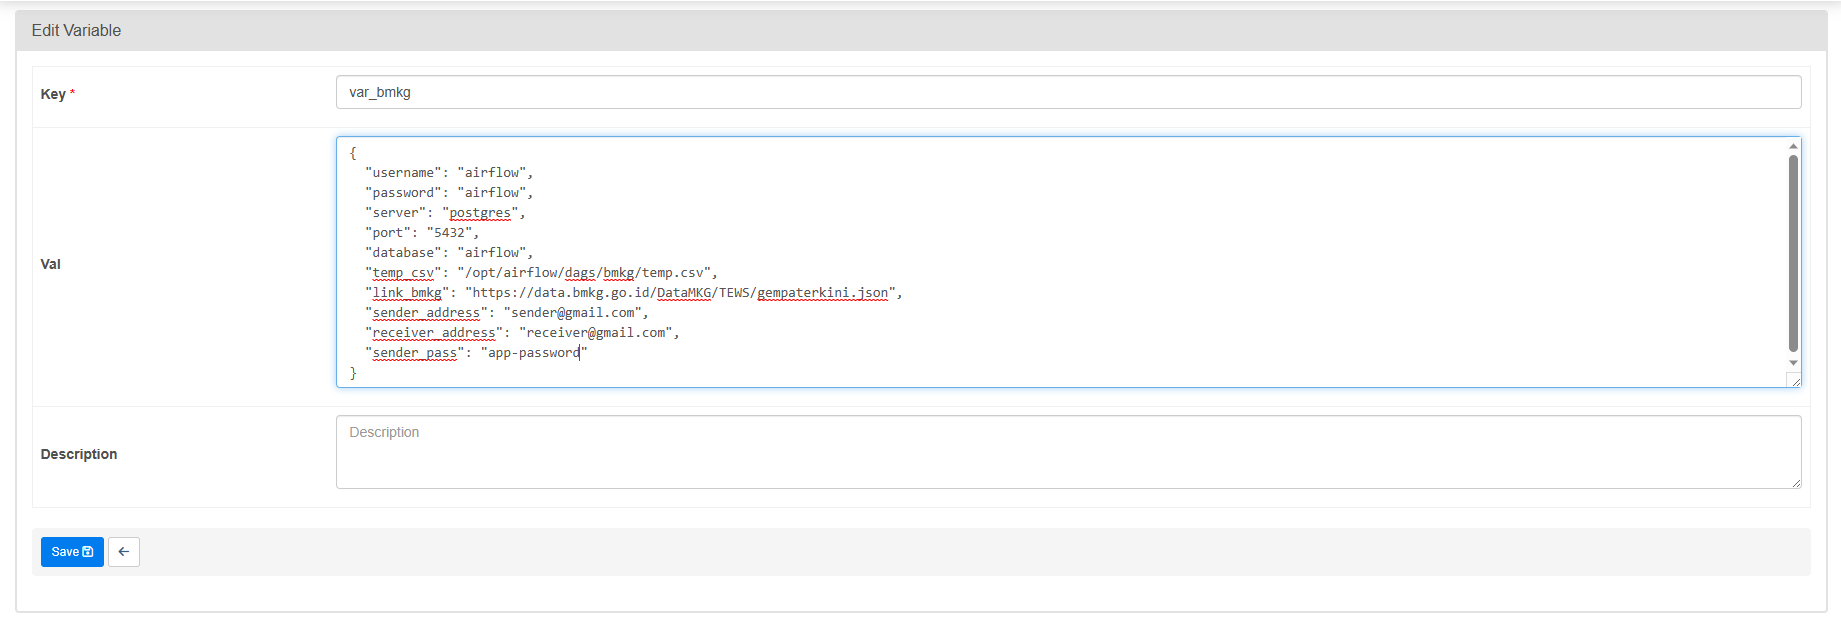 Edit Variable
Key *
var_bmkg
Val
{
  "username": "airflow",
  "password": "airflow",
  "server": "postgres",
  "port": "5432",
  "database": "airflow",
  "temp_csv": "/opt/airflow/dags/bmkg/temp.csv",
  "link_bmkg": "https://data.bmkg.go.id/DataMKG/TEWS/gempaterkini.json",
  "sender_address": "sender@gmail.com",
  "receiver_address": "receiver@gmail.com",
  "sender_pass": "app-password"
}
Description
Description
Save